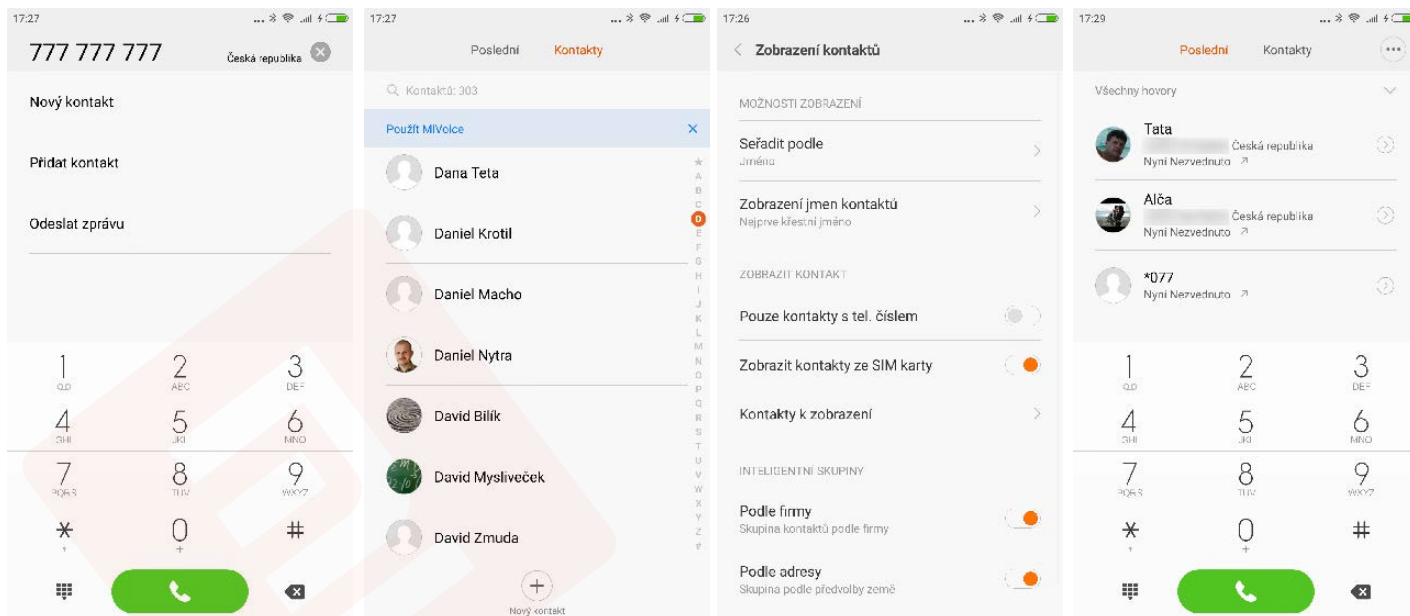 17:27
777 777 777
Česká republika
Nový kontakt
Přidat kontakt
Odeslat zprávu
1
2 ABC
3 DEF
4 GHI
5 JKL
6 MNO
7 PQRS
8 TUV
9 WXYZ
*
,
0
+
#
17:27
Poslední Kontakty
Kontaktů: 303
Použít MiVoice
Dana Teta
Daniel Krotil
Daniel Macho
Daniel Nytra
David Bilík
David Mysliveček
David Zmuda
Nový kontakt
A
B
C
D
E
F
G
H
I
J
K
L
M
N
O
P
Q
R
S
T
U
V
W
X
Y
Z
#
17:26
Zobrazení kontaktů
MOŽNOSTI ZOBRAZENÍ
Seřadit podle
Jméno
Zobrazení jmen kontaktů
Nejprve křestní jméno
ZOBRAZIT KONTAKT
Pouze kontakty s tel. číslem
Zobrazit kontakty ze SIM karty
Kontakty k zobrazení
INTELIGENTNÍ SKUPINY
Podle firmy
Skupina kontaktů podle firmy
Podle adresy
Skupina podle předvolby země
17:29
Poslední Kontakty
Všechny hovory
Tata
Česká republika
Nyní Nezvednuto
Alča
Česká republika
Nyní Nezvednuto
*077
Nyní Nezvednuto
1
2 ABC
3 DEF
4 GHI
5 JKL
6 MNO
7 PQRS
8 TUV
9 WXYZ
*
,
0
+
#